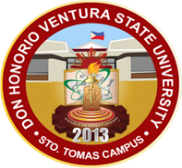 DON HONORIO VENTURA STATE UNIVERSITY
2013
• STO. TOMAS CAMPUS •